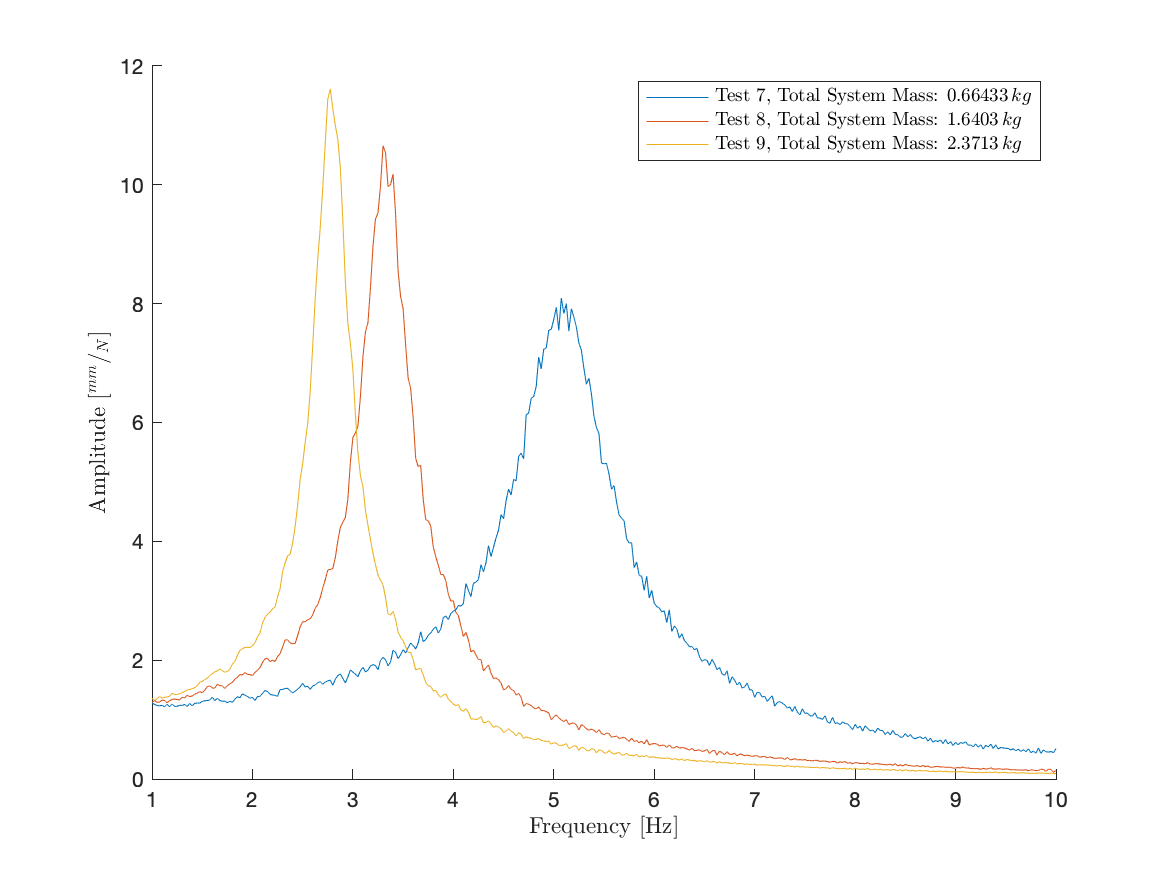 12
10
8
6
4
2
0
Amplitude [mm/N]
Test 7, Total System Mass: 0.66433 kg
Test 8, Total System Mass: 1.6403 kg
Test 9, Total System Mass: 2.3713 kg
1 2 3 4 5 6 7 8 9 10
Frequency [Hz]